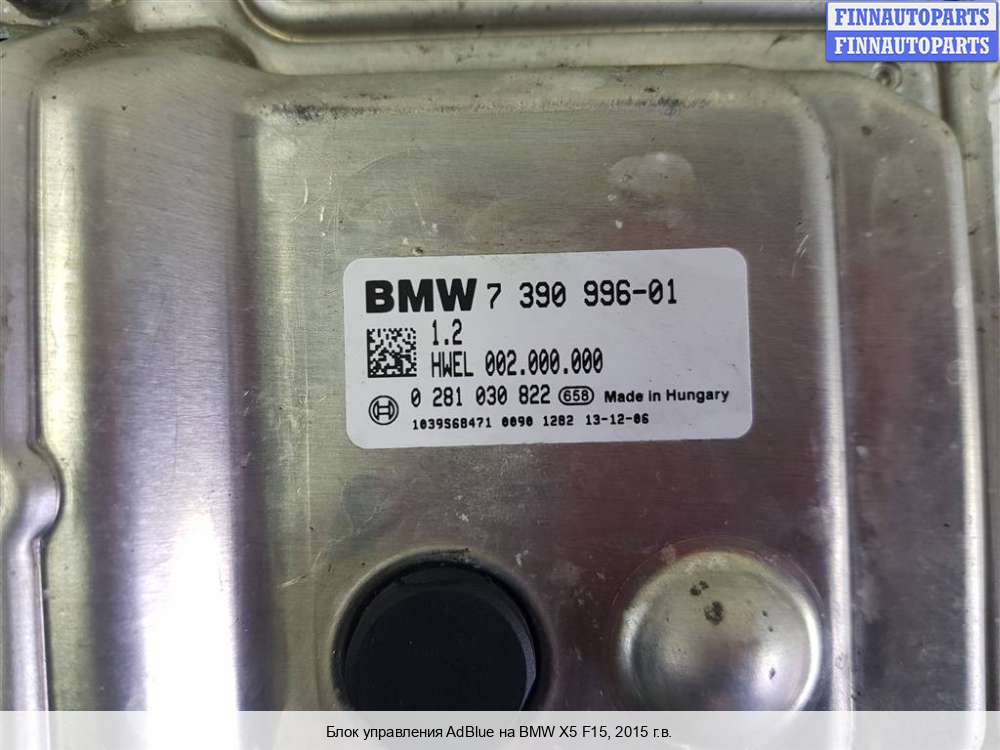 FINNAUTOPARTS
FINNAUTOPARTS
BMW 7 390 996-01
1.2
HWEL 002.000.000
0 281 030 822 658 Made in Hungary
1039S68471 0090 1282 13-12-06
Блок управления AdBlue на BMW X5 F15, 2015 г.в.